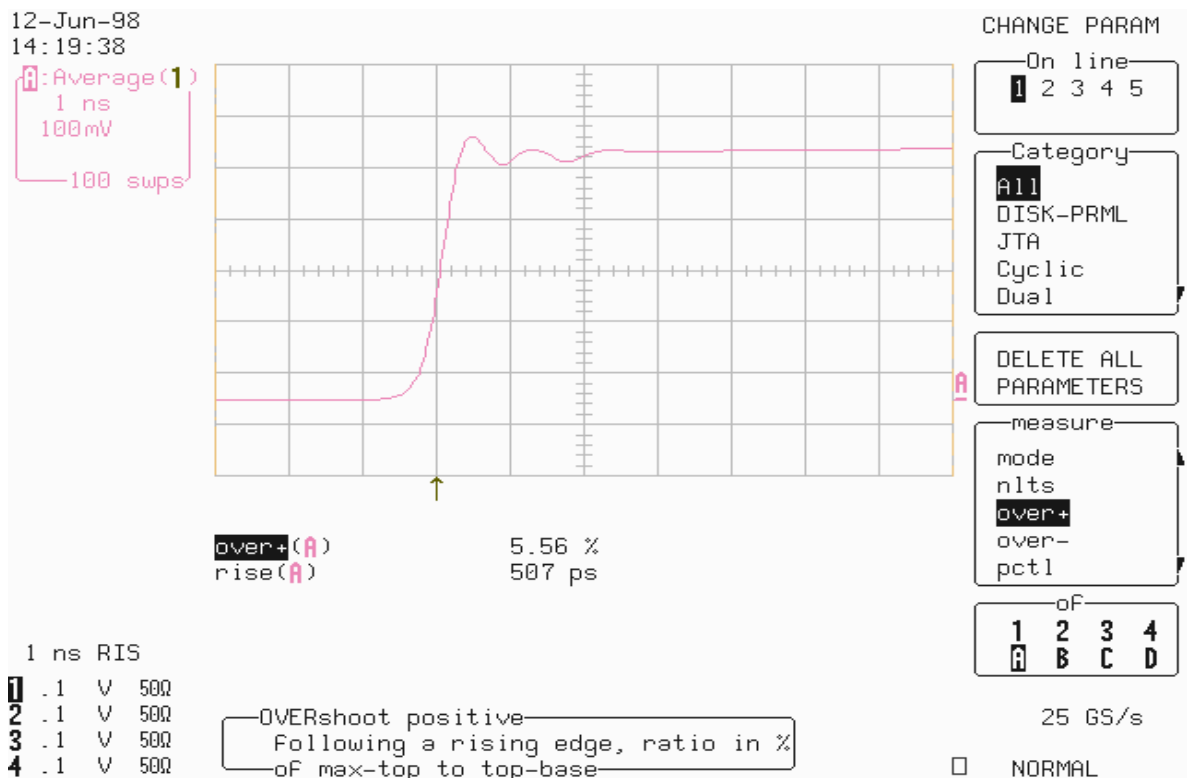 12-Jun-98
14:19:38
A:Average(1)
1 ns
100mV
100 swps
CHANGE PARAM
On line
1 2 3 4 5
Category
All
DISK-PRML
JTA
Cyclic
Dual
A
DELETE ALL
PARAMETERS
measure
mode
nlts
over+
over-
pctl
over+(A) 5.56 %
rise(A) 507 ps
of
1 2 3 4
A B C D
1 ns RIS
1 .1 V 50Ω
2 .1 V 50Ω
3 .1 V 50Ω
4 .1 V 50Ω
OVERshoot positive
Following a rising edge, ratio in %
of max-top to top-base
25 GS/s
NORMAL